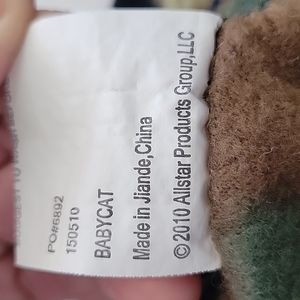 PO#6892
150510
BABYCAT
Made in Jiande,China
©2010 Allstar Products Group,LLC